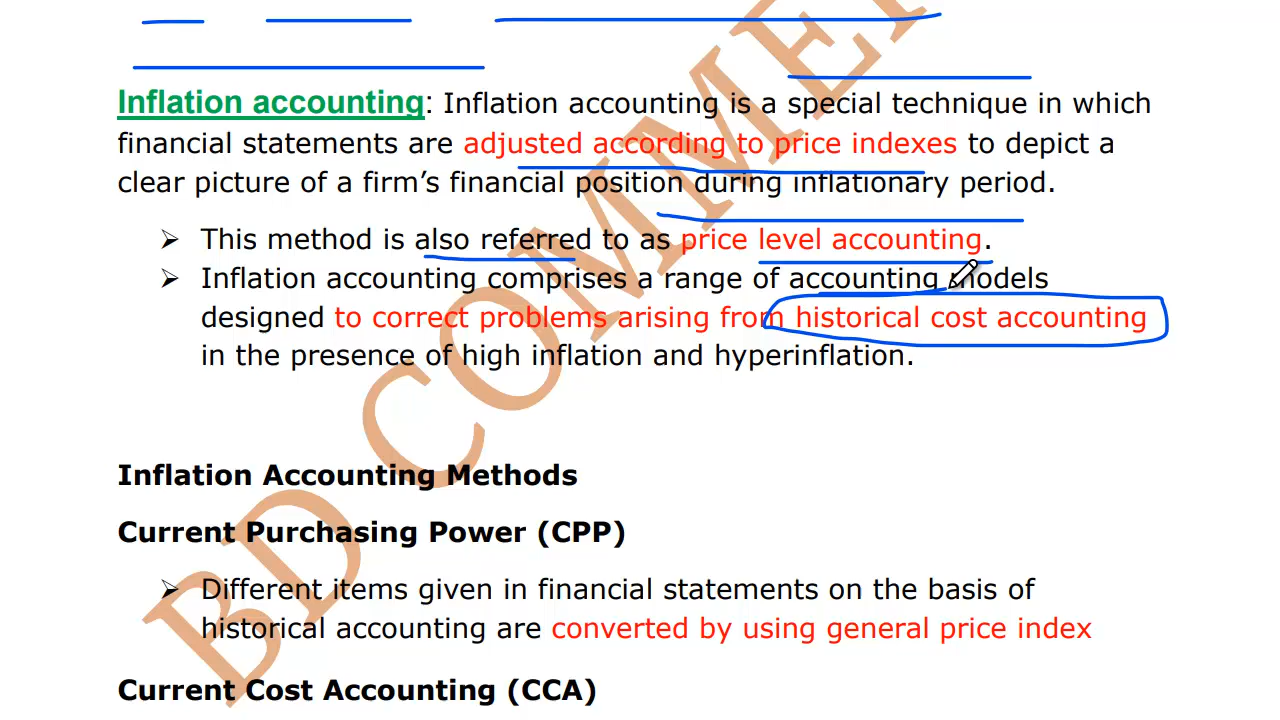 Inflation accounting: Inflation accounting is a special technique in which
financial statements are adjusted according to price indexes to depict a
clear picture of a firm's financial position during inflationary period.
➢ This method is also referred to as price level accounting.
➢ Inflation accounting comprises a range of accounting models
designed to correct problems arising from historical cost accounting
in the presence of high inflation and hyperinflation.
Inflation Accounting Methods
Current Purchasing Power (CPP)
➢ Different items given in financial statements on the basis of
historical accounting are converted by using general price index
Current Cost Accounting (CCA)
BD COMMER